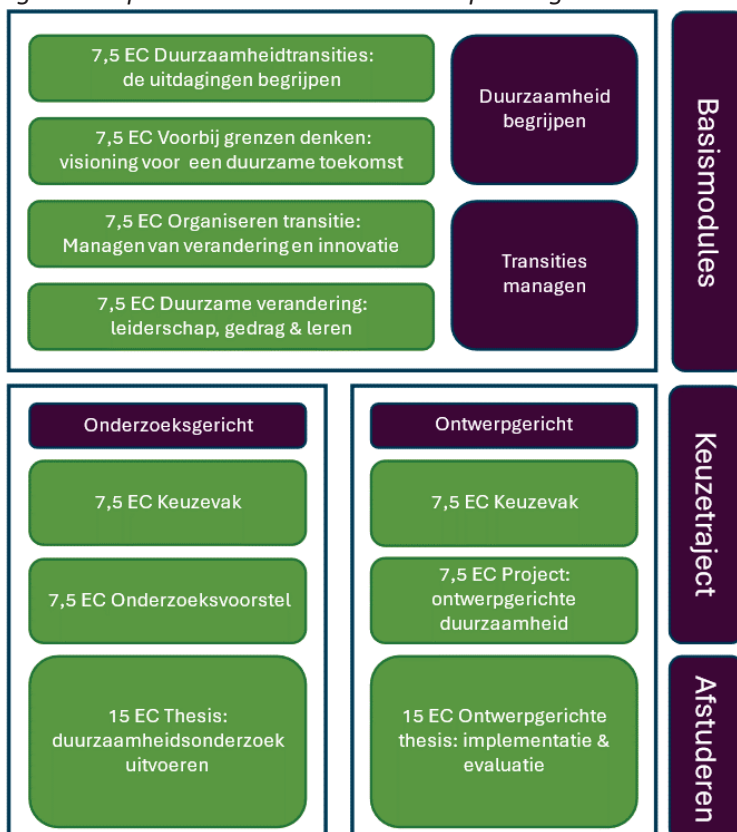 7,5 EC Duurzaamheidtransities:
de uitdagingen begrijpen
7,5 EC Voorbij grenzen denken:
visioning voor een duurzame toekomst
Duurzaamheid
begrijpen
7,5 EC Organiseren transitie:
Managen van verandering en innovatie
7,5 EC Duurzame verandering:
leiderschap, gedrag & leren
Transities
managen
Basismodules
Onderzoeksgericht
7,5 EC Keuzevak
7,5 EC Onderzoeksvoorstel
15 EC Thesis:
duurzaamheidsonderzoek
uitvoeren
Ontwerpgericht
7,5 EC Keuzevak
7,5 EC Project:
ontwerpgerichte
duurzaamheid
15 EC Ontwerpgerichte
thesis: implementatie &
evaluatie
Keuzetraject
Afstuderen